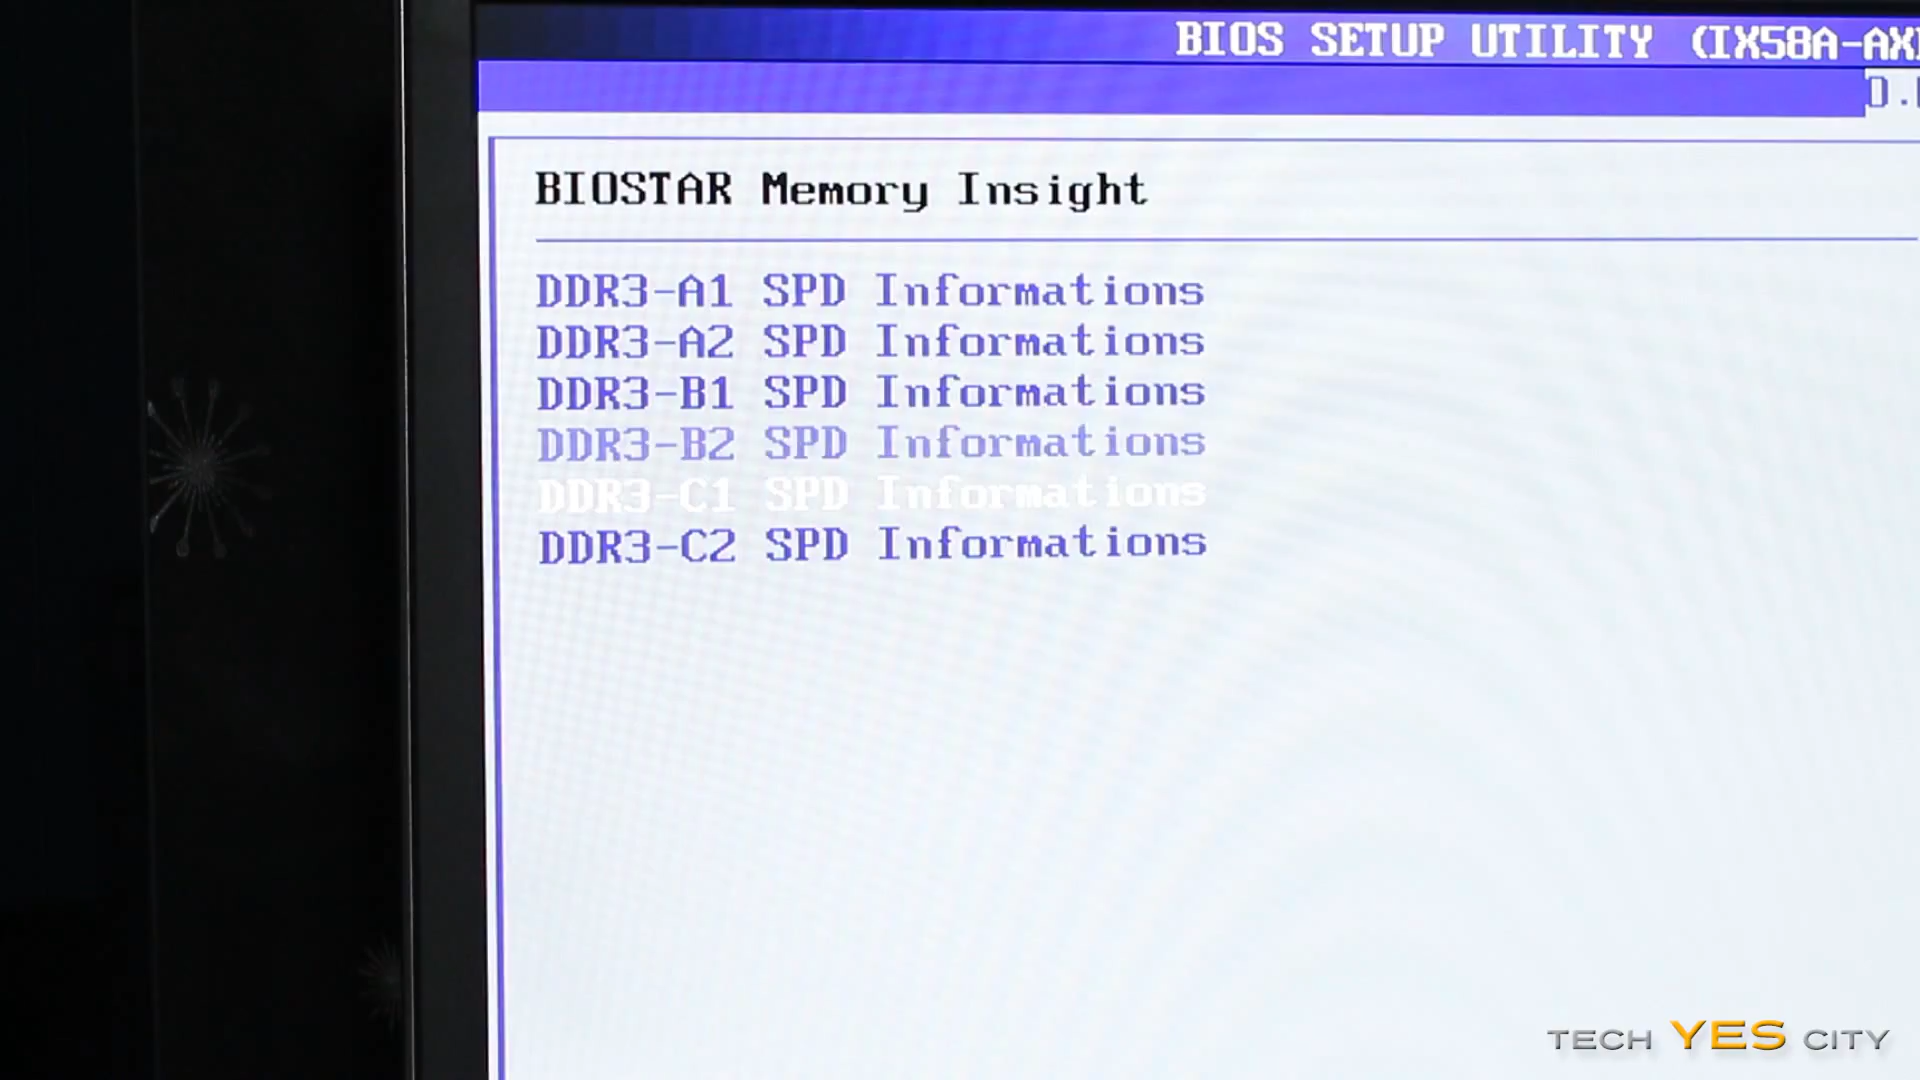 BIOS SETUP UTILITY (IX58A-AX
BIOSTAR Memory Insight
DDR3-A1 SPD Informations
DDR3-A2 SPD Informations
DDR3-B1 SPD Informations
DDR3-B2 SPD Informations
DDR3-C1 SPD Informations
DDR3-C2 SPD Informations
TECH YES CITY